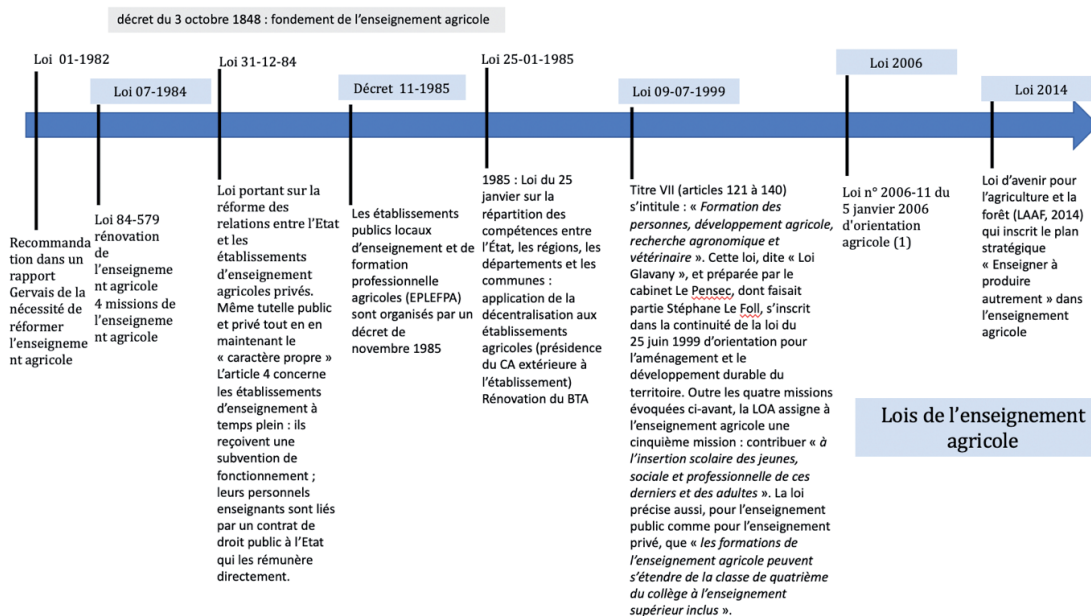 décret du 3 octobre 1848 : fondement de l’enseignement agricole
Loi 01-1982
Recommanda
tion dans un
rapport
Gervais de la
nécessité de
réformer
l’enseigneme
nt agricole
Loi 07-1984
Loi 84-579
rénovation
de
l’enseigneme
nt agricole
4 missions de
l’enseigneme
nt agricole
Loi 31-12-84
Loi portant sur la
réforme des
relations entre l’Etat
et les
établissements
d’enseignement
agricoles privés.
Même tutelle public
et privé tout en en
maintenant le
« caractère propre »
L’article 4 concerne
les établissements
d’enseignement à
temps plein : ils
reçoivent une
subvention de
fonctionnement ;
leurs personnels
enseignants sont liés
par un contrat de
droit public à l’Etat
qui les rémunère
directement.
Décret 11-1985
Les établissements
publics locaux
d’enseignement et de
formation
professionnelle
agricoles (EPLEFPA)
sont organisés par un
décret de
novembre 1985
Loi 25-01-1985
1985 : Loi du 25
janvier sur la
répartition des
compétences entre
l’État, les régions, les
départements et les
communes :
application de la
décentralisation aux
établissements
agricoles (présidence
du CA extérieure à
l’établissement)
Rénovation du BTA
Loi 09-07-1999
Titre VII (articles 121 à 140)
s’intitule : « Formation des
personnes, développement agricole,
recherche agronomique et
vétérinaire ». Cette loi, dite « Loi
Glavany », et préparée par le
cabinet Le Pensec, dont faisait
partie Stéphane Le Foll, s’inscrit
dans la continuité de la loi du
25 juin 1999 d’orientation pour
l’aménagement et le
développement durable du
territoire. Outre les quatre missions
évoquées ci-avant, la LOA assigne à
l’enseignement agricole une
cinquième mission : contribuer « à
l’insertion scolaire des jeunes,
sociale et professionnelle de ces
derniers et des adultes ». La loi
précise aussi, pour l’enseignement
public comme pour l’enseignement
privé, que « les formations de
l’enseignement agricole peuvent
s’étendre de la classe de quatrième
du collège à l’enseignement
supérieur inclus ».
Loi 2006
Loi n° 2006-11 du
5 janvier 2006
d'orientation
agricole (1)
Loi 2014
Loi d’avenir pour
l’agriculture et la
forêt (LAAF, 2014)
qui inscrit le plan
stratégique
« Enseigner à
produire
autrement » dans
l’enseignement
agricole
Lois de l’enseignement
agricole